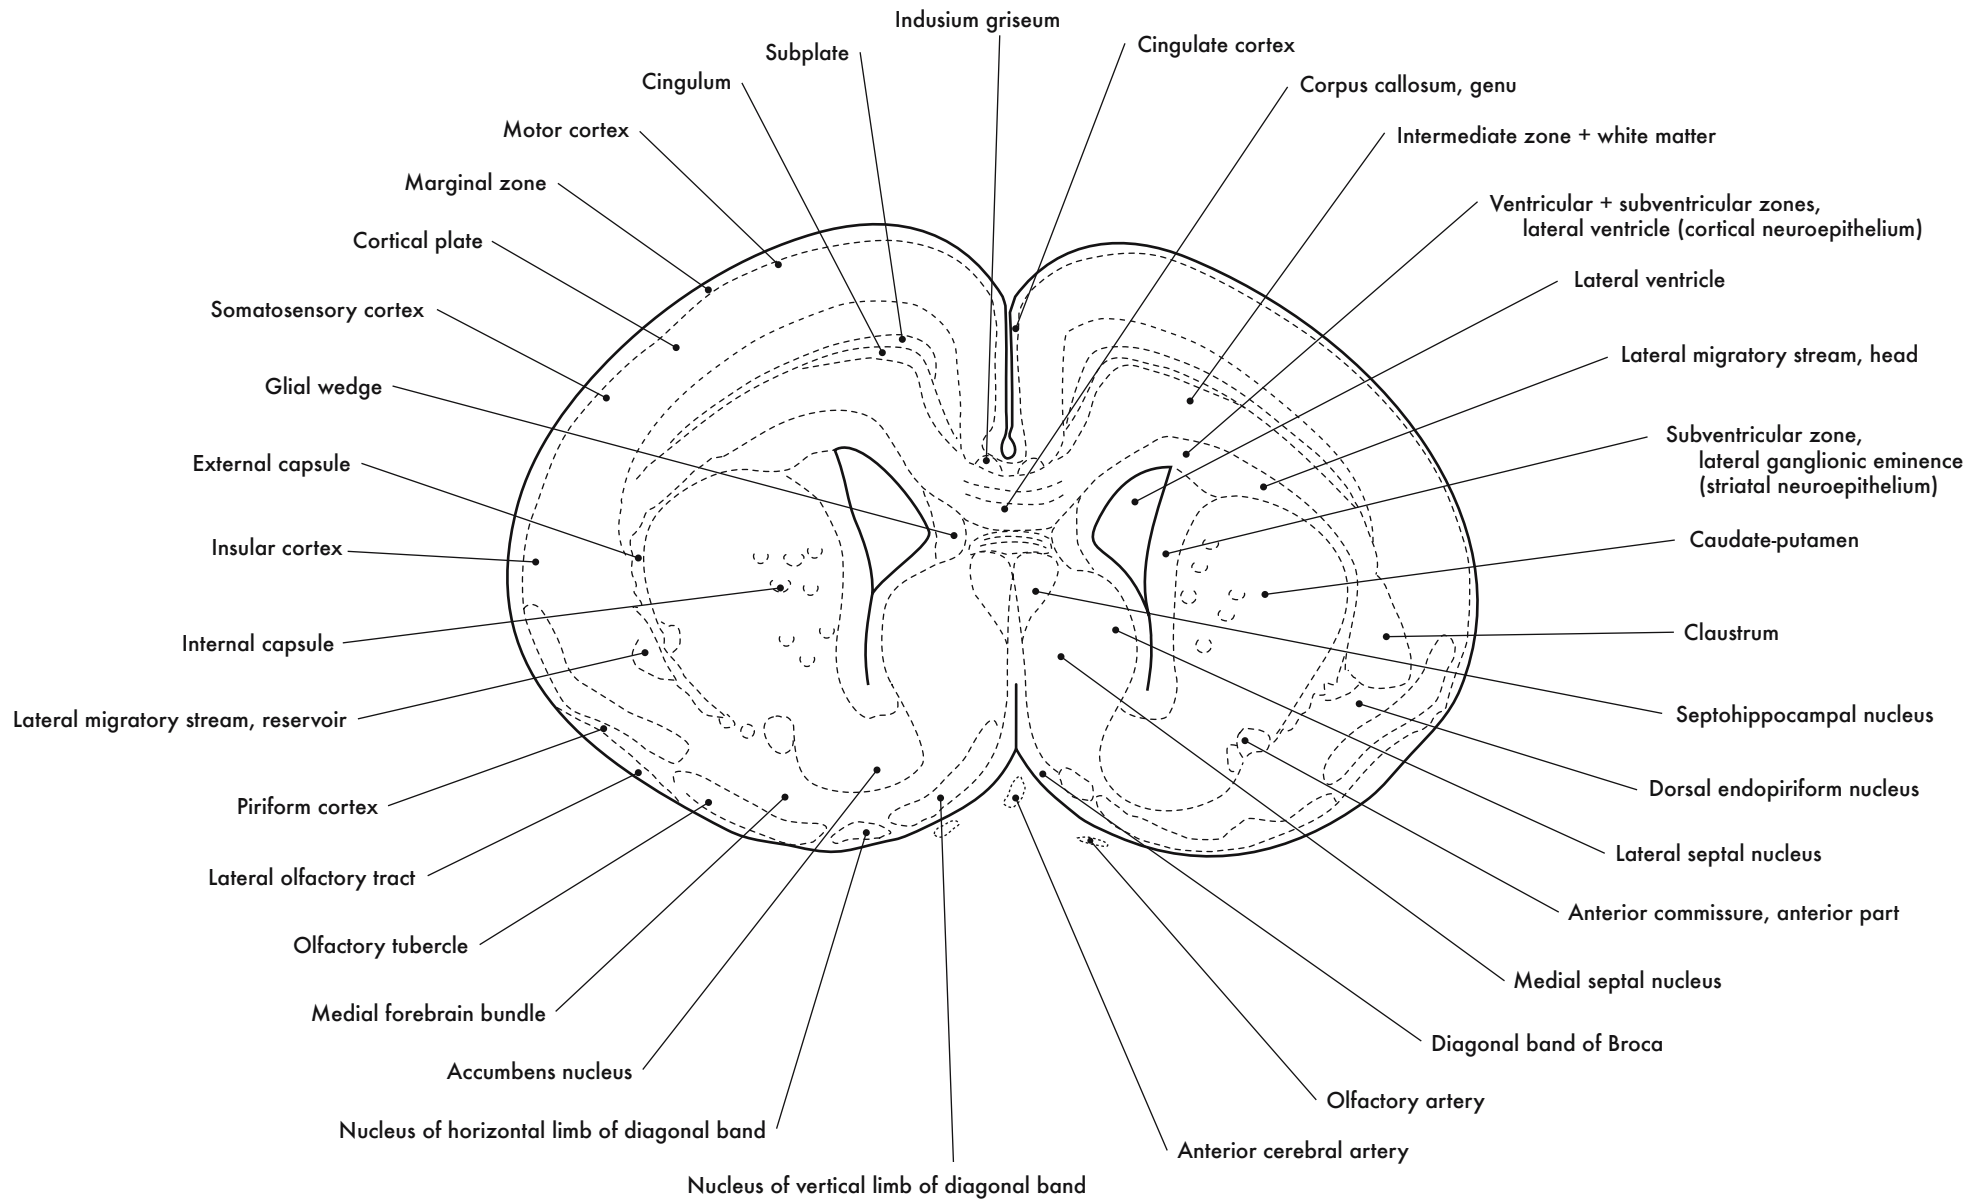 Indusium griseum
Subplate
Cingulum
Motor cortex
Marginal zone
Cortical plate
Somatosensory cortex
Glial wedge
External capsule
Insular cortex
Internal capsule
Lateral migratory stream, reservoir
Piriform cortex
Lateral olfactory tract
Olfactory tubercle
Medial forebrain bundle
Accumbens nucleus
Nucleus of horizontal limb of diagonal band
Nucleus of vertical limb of diagonal band
Cingulate cortex
Corpus callosum, genu
Intermediate zone + white matter
Ventricular + subventricular zones,
lateral ventricle (cortical neuroepithelium)
Lateral ventricle
Lateral migratory stream, head
Subventricular zone,
lateral ganglionic eminence
(striatal neuroepithelium)
Caudate-putamen
Claustrum
Septohippocampal nucleus
Dorsal endopiriform nucleus
Lateral septal nucleus
Anterior commissure, anterior part
Medial septal nucleus
Diagonal band of Broca
Olfactory artery
Anterior cerebral artery